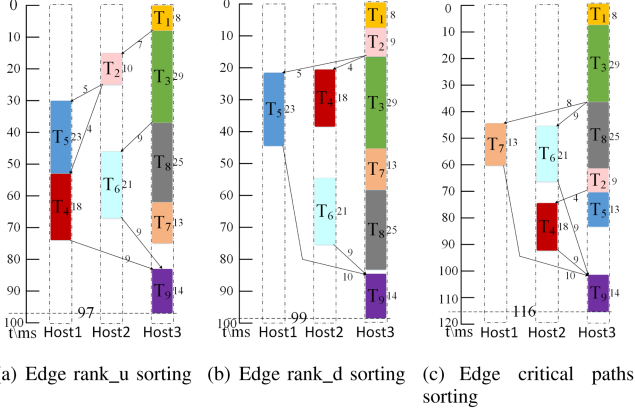 0
10
20
30
40
50
60
70
80
90
100
t\ms
T1 8
7
T2 10
T3 29
5
4
T5 23
9
T6 21
T8 25
T4 18
T7 13
9
9
T9 14
97
Host1 Host2 Host3
0
10
20
30
40
50
60
70
80
90
100
t\ms
T1 8
T2 9
5
4
T5 23
T4 18
T3 29
T7 13
T6 21
T8 25
9
10
T9 14
99
Host1 Host2 Host3
0
10
20
30
40
50
60
70
80
90
100
110
120
t\ms
T1 8
T3 29
8
9
T7 13
T6 21
T8 25
T2 9
4
T5 13
T4 18
9
9
10
T9 14
116
Host1 Host2 Host3
(a) Edge rank_u sorting (b) Edge rank_d sorting (c) Edge critical paths
sorting